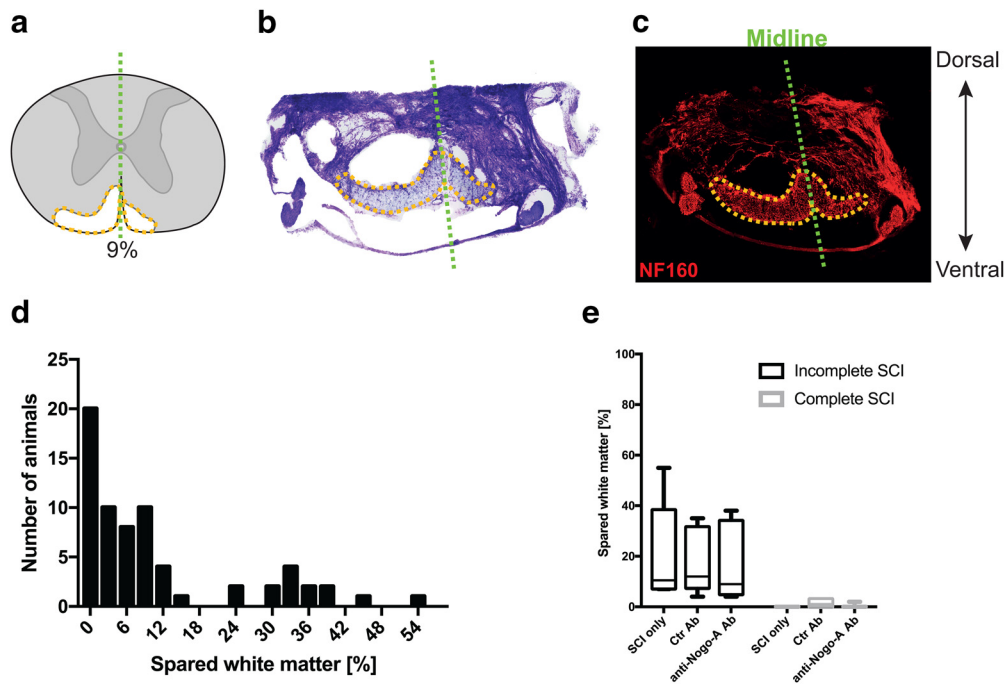 a
9%
b
c
Midline
NF160
Dorsal
Ventral
d
Number of animals
25
20
15
10
5
0
0
6
12
18
24
30
36
42
48
54
Spared white matter [%]
e
Spared white matter [%]
100
80
60
40
20
0
Incomplete SCI
Complete SCI
SCI only
Ctr Ab
anti-Nogo-A Ab
SCI only
Ctr Ab
anti-Nogo-A Ab